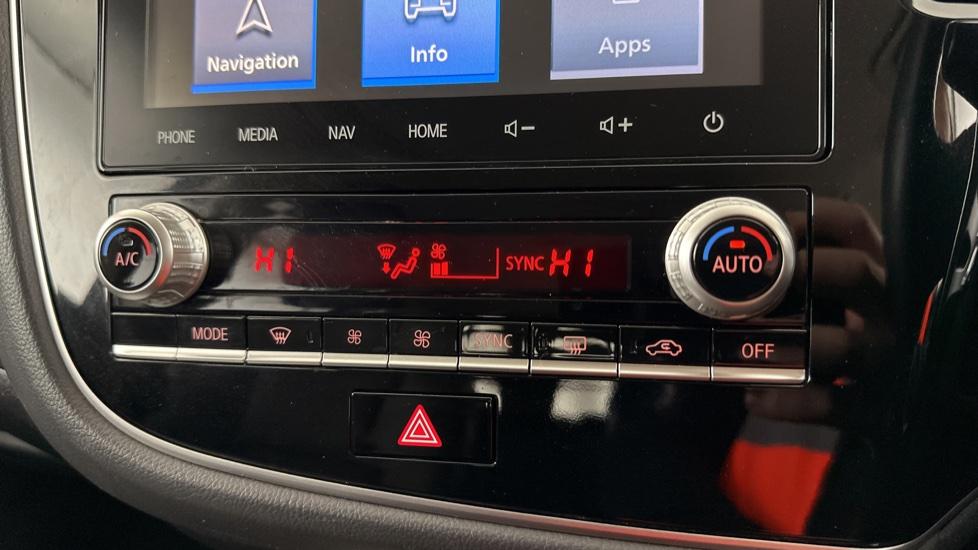 Navigation Info Apps
PHONE MEDIA NAV HOME
A/C HI SYNC HI AUTO
MODE SYNC OFF